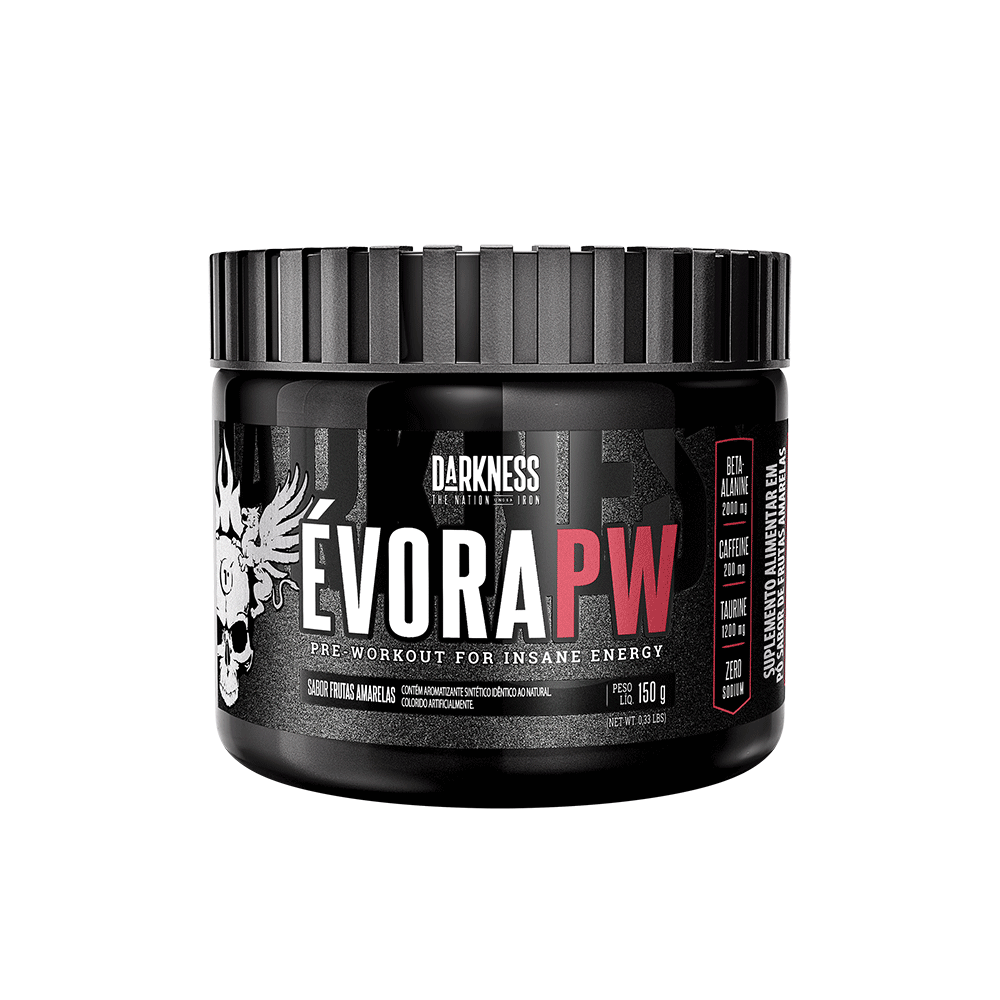 DARKNESS
THE NATION UNDER IRON
ÉVORAPW
PRE-WORKOUT FOR INSANE ENERGY
SABOR FRUTAS AMARELAS
CONTÉM AROMATIZANTE SINTÉTICO IDÊNTICO AO NATURAL.
COLORIDO ARTIFICIALMENTE.
PESO
LIQ. 150 g
(NET WT. 0,33 LBS)
BETA-
ALANINE
2000 mg
CAFFEINE
200 mg
TAURINE
1200 mg
ZERO
SODIUM
SUPLEMENTO ALIMENTAR EM
PÓ SABOR DE FRUTAS AMARELAS